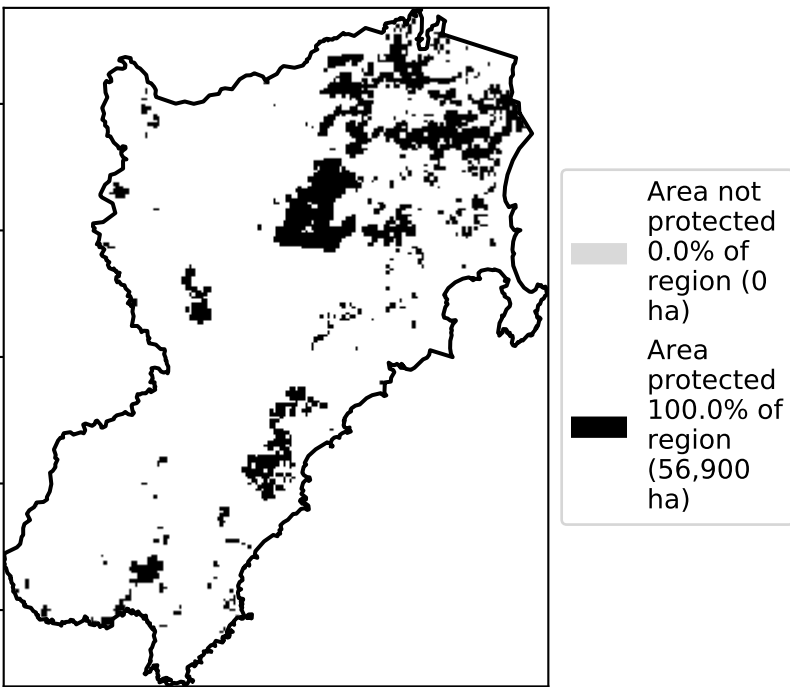 Area not
protected
0.0% of
region (0
ha)
Area
protected
100.0% of
region
(56,900
ha)